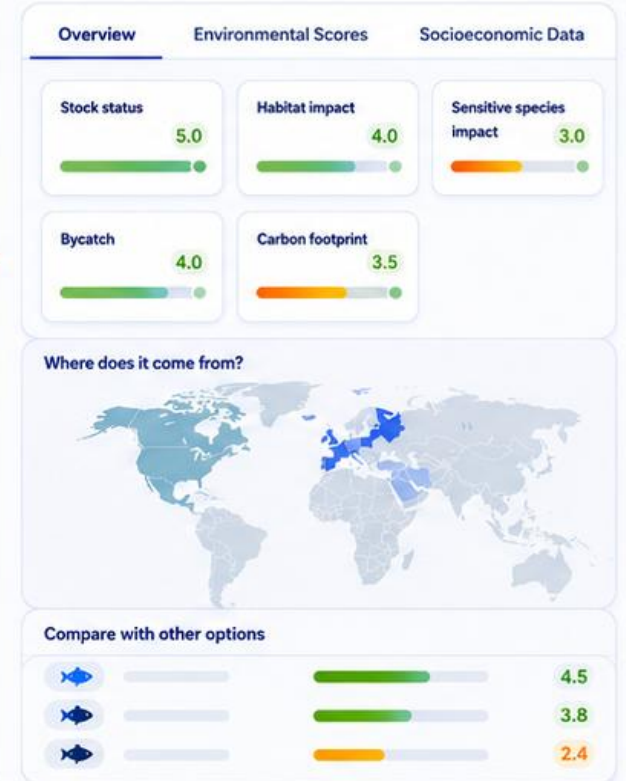 Overview
Environmental Scores
Socioeconomic Data
Stock status
5.0
Habitat impact
4.0
Sensitive species
impact
3.0
Bycatch
4.0
Carbon footprint
3.5
Where does it come from?
Compare with other options
4.5
3.8
2.4